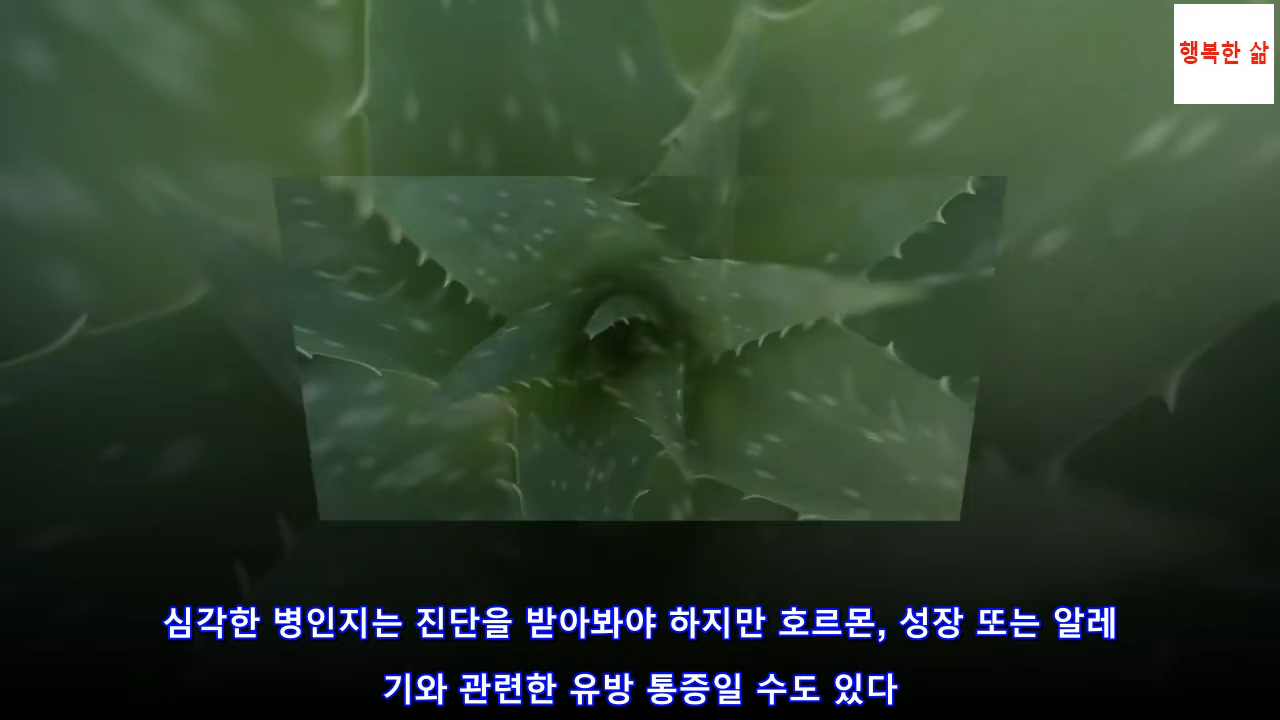 행복한 삶
심각한 병인지는 진단을 받아봐야 하지만 호르몬, 성장 또는 알레
기와 관련한 유방 통증일 수도 있다